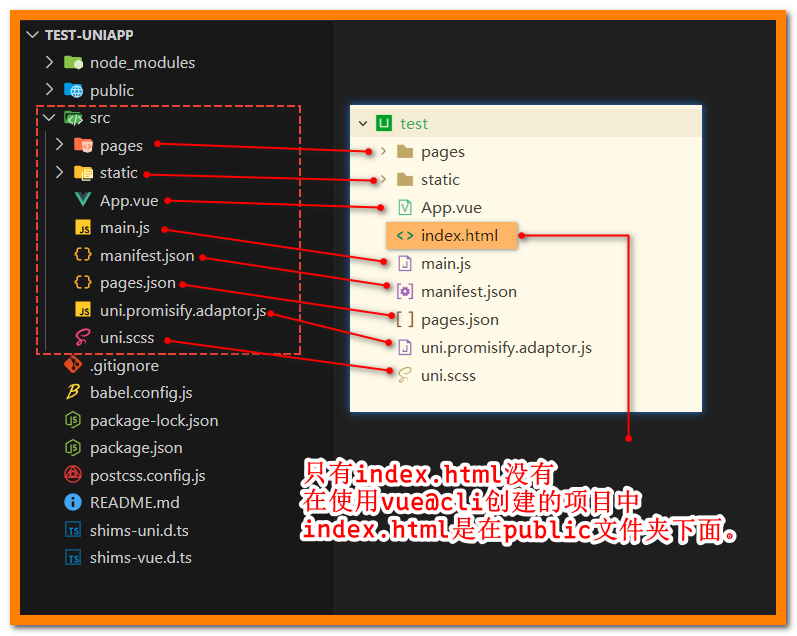 TEST-UNIAPP
node_modules
public
src
pages
static
App.vue
main.js
manifest.json
pages.json
uni.promisify.adaptor.js
uni.scss
.gitignore
babel.config.js
package-lock.json
package.json
postcss.config.js
README.md
shims-uni.d.ts
shims-vue.d.ts
test
pages
static
App.vue
index.html
main.js
manifest.json
pages.json
uni.promisify.adaptor.js
uni.scss
只有index.html没有
在使用vue@cli创建的项目中
index.html是在public文件夹下面。